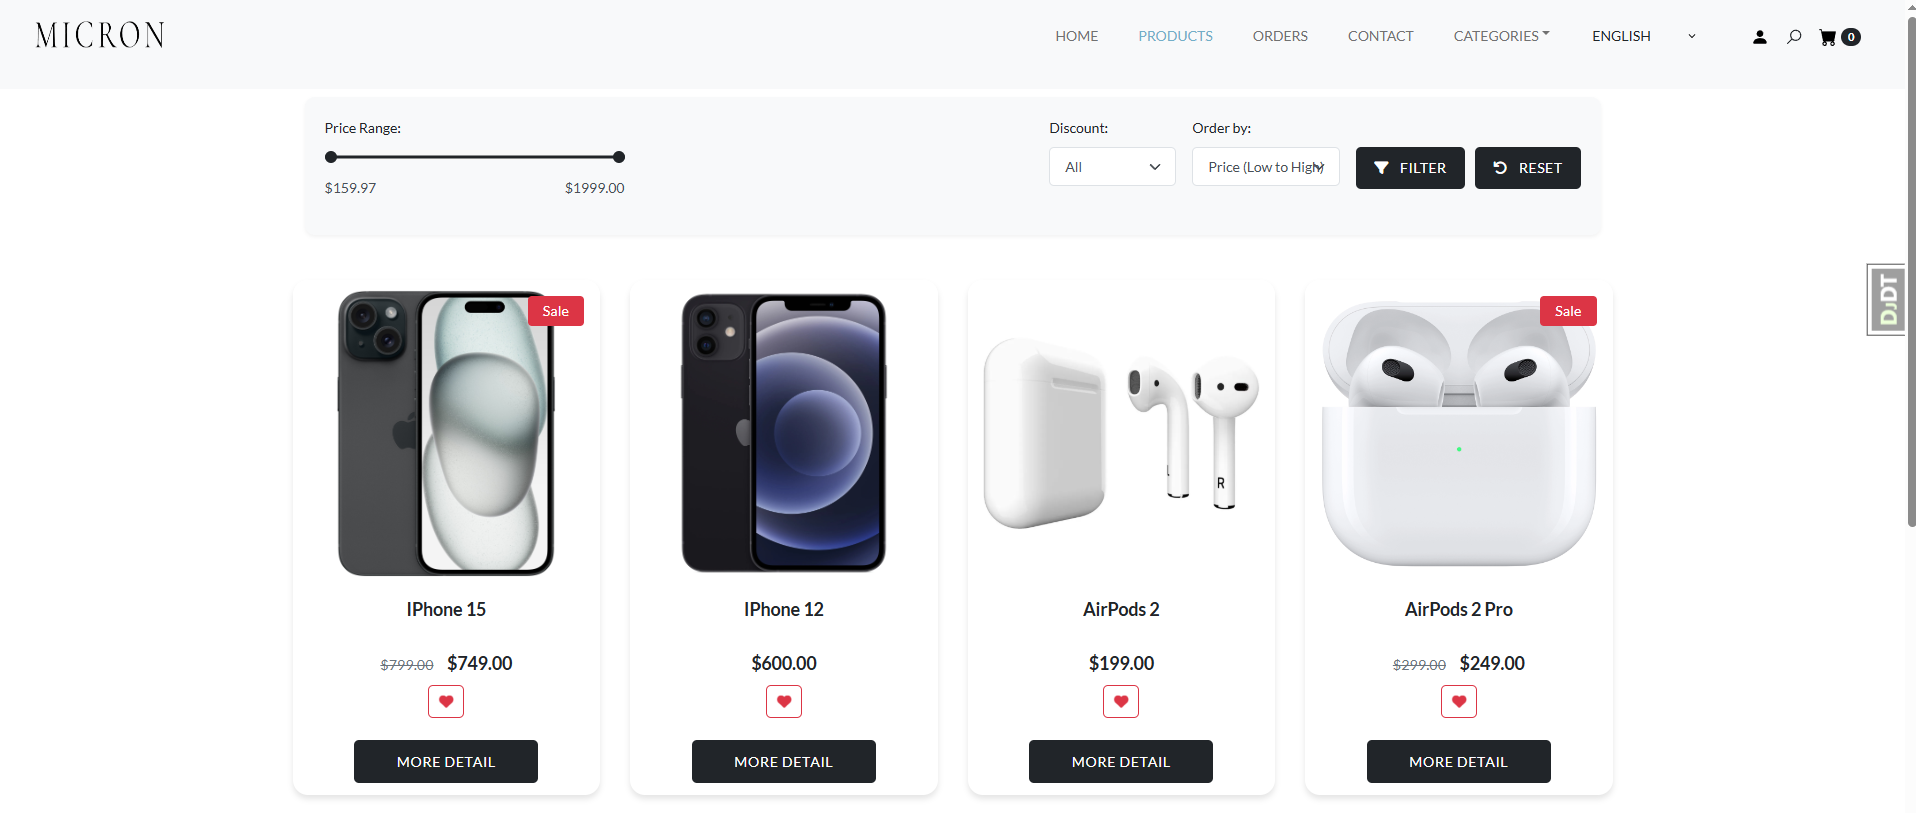 MICRON
HOME PRODUCTS ORDERS CONTACT CATEGORIES ENGLISH 0
Price Range:
$159.97 $1999.00
Discount: Order by:
All Price (Low to High) FILTER RESET
DJDT
Sale Sale
R
IPhone 15 IPhone 12 AirPods 2 AirPods 2 Pro
$799.00 $749.00 $600.00 $199.00 $299.00 $249.00
MORE DETAIL MORE DETAIL MORE DETAIL MORE DETAIL